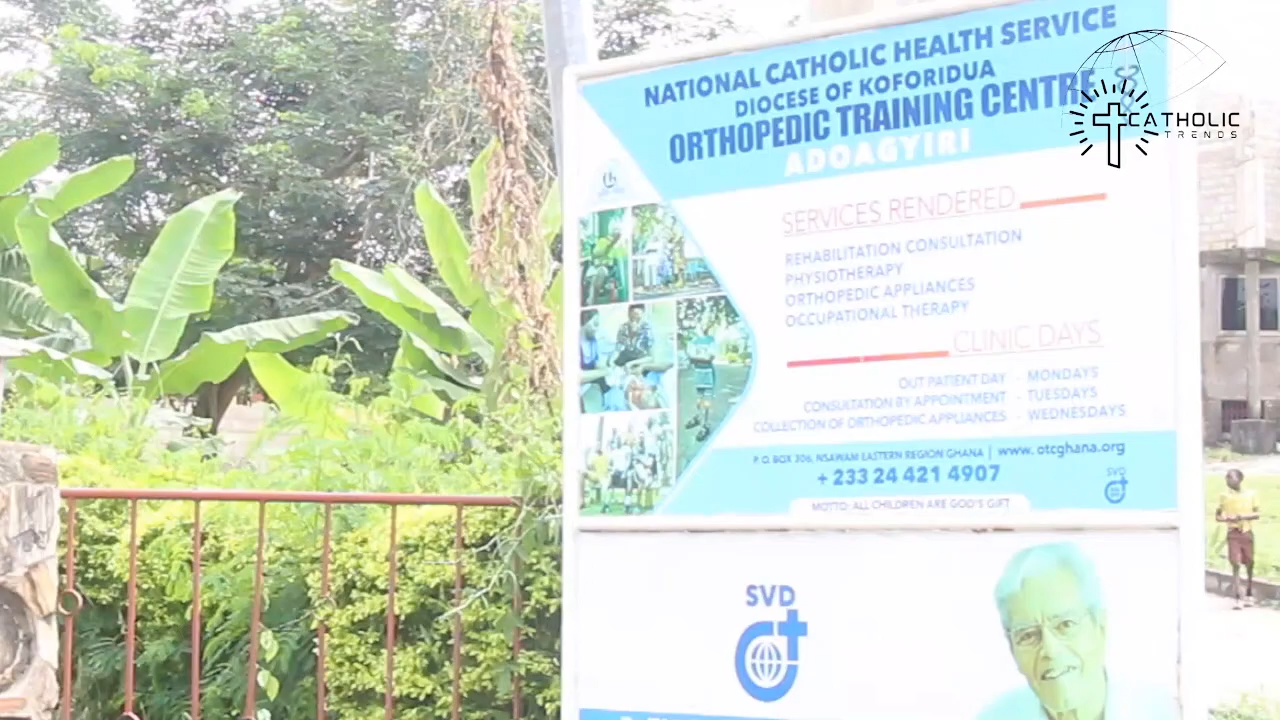 NATIONAL CATHOLIC HEALTH SERVICE
DIOCESE OF KOFORIDUA
ORTHOPEDIC TRAINING CENTRE
ADOAGYIRI
CATHOLIC
TRENDS
SERVICES RENDERED
REHABILITATION CONSULTATION
PHYSIOTHERAPY
ORTHOPEDIC APPLIANCES
OCCUPATIONAL THERAPY
CLINIC DAYS
OUT PATIENT DAY - MONDAYS
CONSULTATION BY APPOINTMENT - TUESDAYS
COLLECTION OF ORTHOPEDIC APPLIANCES - WEDNESDAYS
P. O. BOX 306, NSAWAM EASTERN REGION GHANA | www.otcghana.org
+ 233 24 421 4907
SVD
MOTTO: ALL CHILDREN ARE GOD'S GIFT
SVD